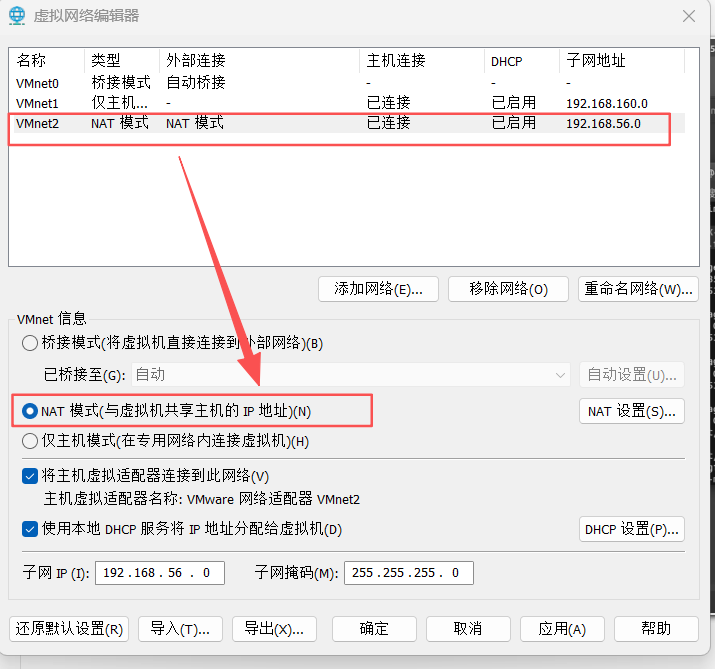 虚拟网络编辑器
名称 类型 外部连接 主机连接 DHCP 子网地址
VMnet0 桥接模式 自动桥接 - - -
VMnet1 仅主机... - 已连接 已启用 192.168.160.0
VMnet2 NAT 模式 NAT 模式 已连接 已启用 192.168.56.0
添加网络(E)... 移除网络(O) 重命名网络(W)...
VMnet 信息
桥接模式(将虚拟机直接连接到外部网络)(B)
已桥接至(G): 自动 自动设置(U)...
NAT 模式(与虚拟机共享主机的 IP 地址)(N) NAT 设置(S)...
仅主机模式(在专用网络内连接虚拟机)(H)
将主机虚拟适配器连接到此网络(V)
主机虚拟适配器名称: VMware 网络适配器 VMnet2
使用本地 DHCP 服务将 IP 地址分配给虚拟机(D) DHCP 设置(P)...
子网 IP (I): 192 . 168 . 56 . 0 子网掩码(M): 255 . 255 . 255 . 0
还原默认设置(R) 导入(T)... 导出(X)... 确定 取消 应用(A) 帮助